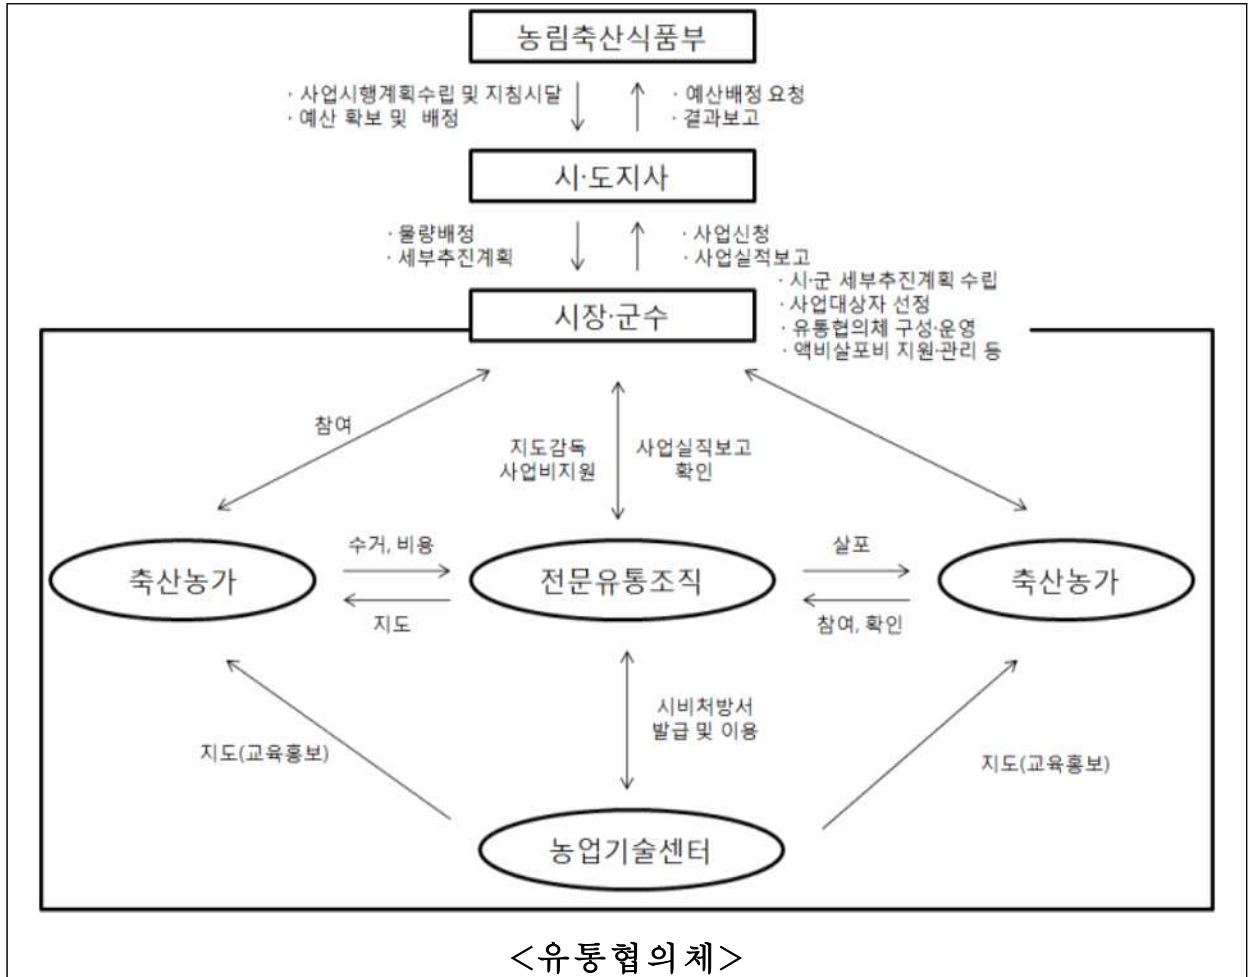 농림축산식품부
· 사업시행계획수립 및 지침시달
· 예산 확보 및 배정
· 예산배정 요청
· 결과보고
시·도지사
· 물량배정
· 세부추진계획
· 사업신청
· 사업실적보고
시장·군수
· 시·군 세부추진계획 수립
· 사업대상자 선정
· 유통협의체 구성·운영
· 액비살포비 지원·관리 등
참여
지도감독
사업비지원
사업실직보고
확인
축산농가
수거, 비용
지도
전문유통조직
살포
참여, 확인
축산농가
시비처방서
발급 및 이용
지도(교육홍보)
지도(교육홍보)
농업기술센터
<유통협의체>